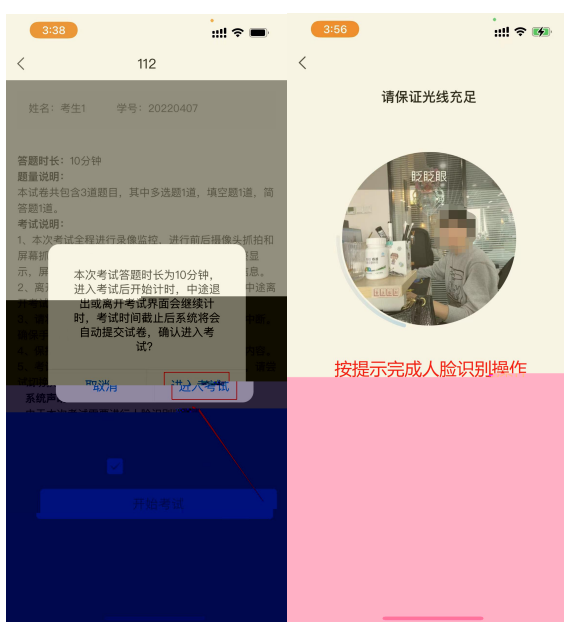 3:38
112
姓名：考生1 学号：20220407
答题时长：10分钟
题量说明：
本试卷共包含3道题目，其中多选题1道，填空题1道，简
答题1道。
考试说明：
1、本次考试全程进行录像监控，进行前后摄像头抓拍和
屏幕抓
示，屏
2、离
中途离
本次考试答题时长为10分钟，
进入考试后开始计时，中途退
出或离开考试界面会继续计
时，考试时间截止后系统将会
自动提交试卷，确认进入考
试?
取消 进入考试
系统声
开始考试
3:56
请保证光线充足
眨眨眼
按提示完成人脸识别操作